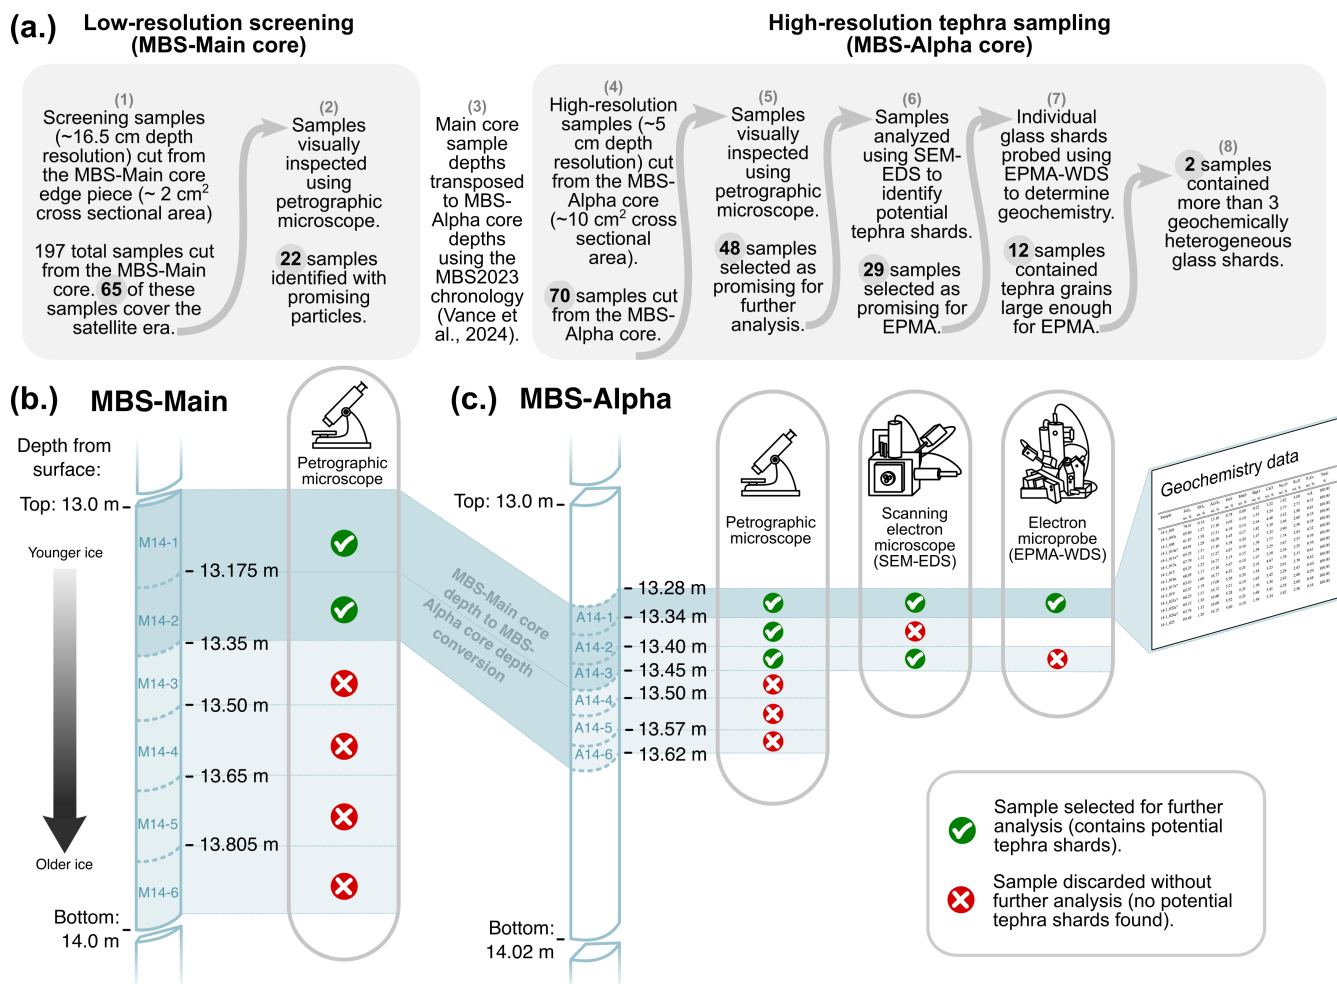 (a.)
Low-resolution screening
(MBS-Main core)
High-resolution tephra sampling
(MBS-Alpha core)
(1)
Screening samples
(~16.5 cm depth
resolution) cut from
the MBS-Main core
edge piece (~ 2 cm²
cross sectional area)
197 total samples cut
from the MBS-Main
core. 65 of these
samples cover the
satellite era.
(2)
Samples
visually
inspected
using
petrographic
microscope.
22 samples
identified with
promising
particles.
(3)
Main core
sample
depths
transposed
to MBS-
Alpha core
depths
using the
MBS2023
chronology
(Vance et
al., 2024).
(4)
High-resolution
samples (~5
cm depth
resolution) cut
from the MBS-
Alpha core
(~10 cm² cross
sectional
area).
70 samples cut
from the MBS-
Alpha core.
(5)
Samples
visually
inspected
using
petrographic
microscope.
48 samples
selected as
promising for
further
analysis.
(6)
Samples
analyzed
using SEM-
EDS to
identify
potential
tephra shards.
29 samples
selected as
promising for
EPMA.
(7)
Individual
glass shards
probed using
EPMA-WDS
to determine
geochemistry.
12 samples
contained
tephra grains
large enough
for EPMA.
(8)
2 samples
contained
more than 3
geochemically
heterogeneous
glass shards.
(b.) MBS-Main
Depth from
surface:
Top: 13.0 m
Younger ice
Older ice
Bottom:
14.0 m
M14-1
M14-2
M14-3
M14-4
M14-5
M14-6
13.175 m
13.35 m
13.50 m
13.65 m
13.805 m
Petrographic
microscope
MBS-Main core
depth to MBS-
Alpha core depth
conversion
(c.) MBS-Alpha
Top: 13.0 m
A14-1
A14-2
A14-3
A14-4
A14-5
A14-6
13.28 m
13.34 m
13.40 m
13.45 m
13.50 m
13.57 m
13.62 m
Bottom:
14.02 m
Petrographic
microscope
Scanning
electron
microscope
(SEM-EDS)
Electron
microprobe
(EPMA-WDS)
Geochemistry data
Sample selected for further
analysis (contains potential
tephra shards).
Sample discarded without
further analysis (no potential
tephra shards found).